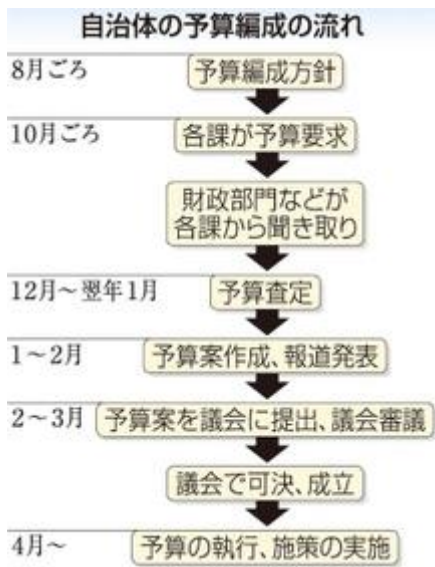 自治体の予算編成の流れ
8月ごろ
予算編成方針
10月ごろ
各課が予算要求
財政部門などが
各課から聞き取り
12月～翌年1月
予算査定
1～2月
予算案作成、報道発表
2～3月
予算案を議会に提出、議会審議
議会で可決、成立
4月～
予算の執行、施策の実施